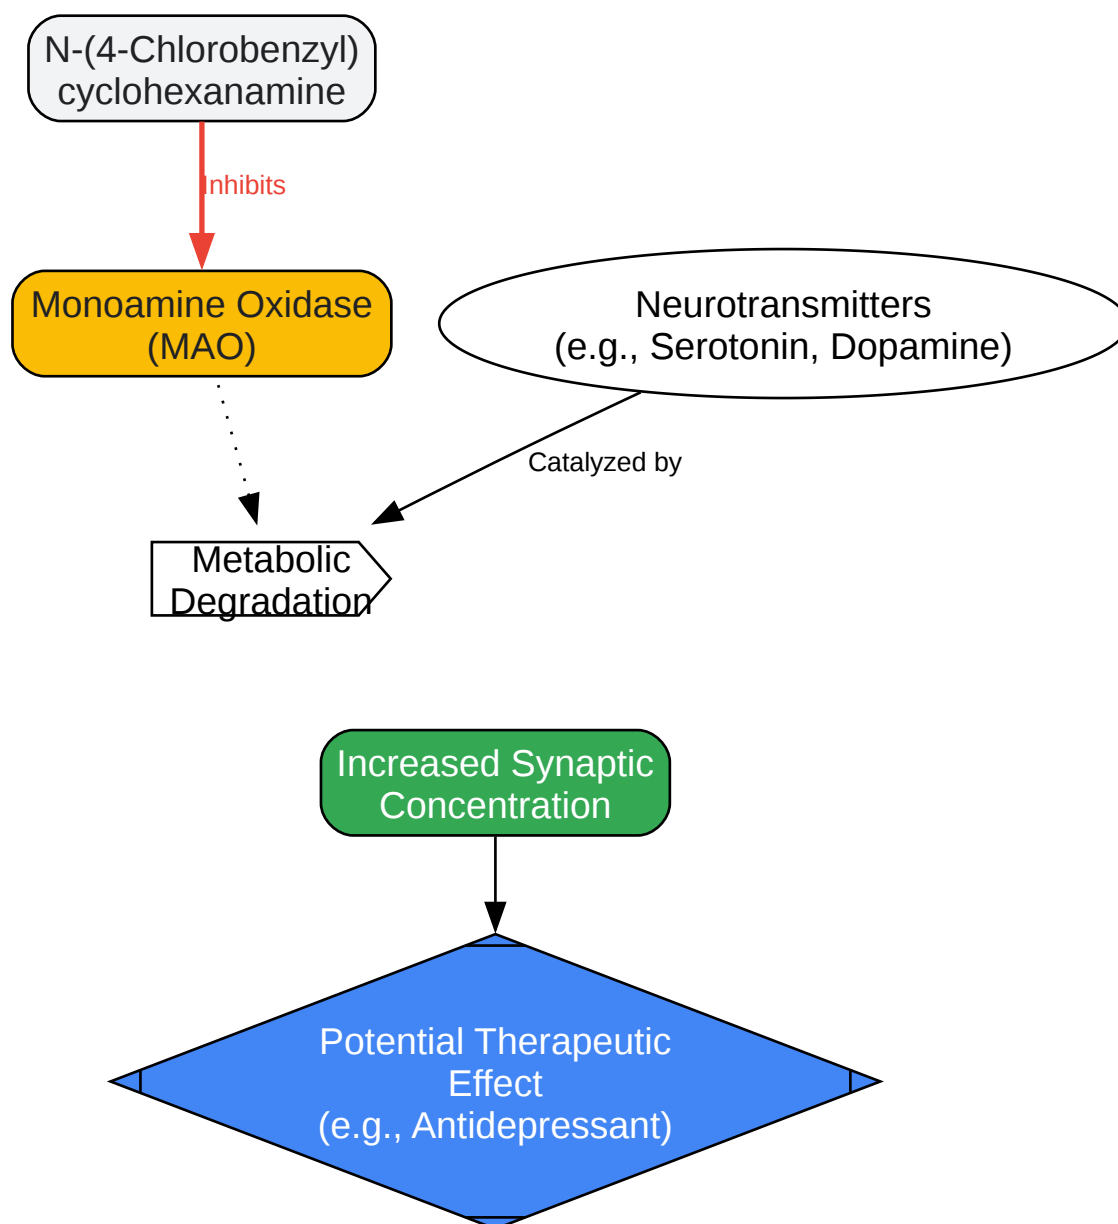 N-(4-Chlorobenzyl)
cyclohexanamine
Inhibits
Monoamine Oxidase
(MAO)
Neurotransmitters
(e.g., Serotonin, Dopamine)
Catalyzed by
Metabolic
Degradation
Increased Synaptic
Concentration
Potential Therapeutic
Effect
(e.g., Antidepressant)